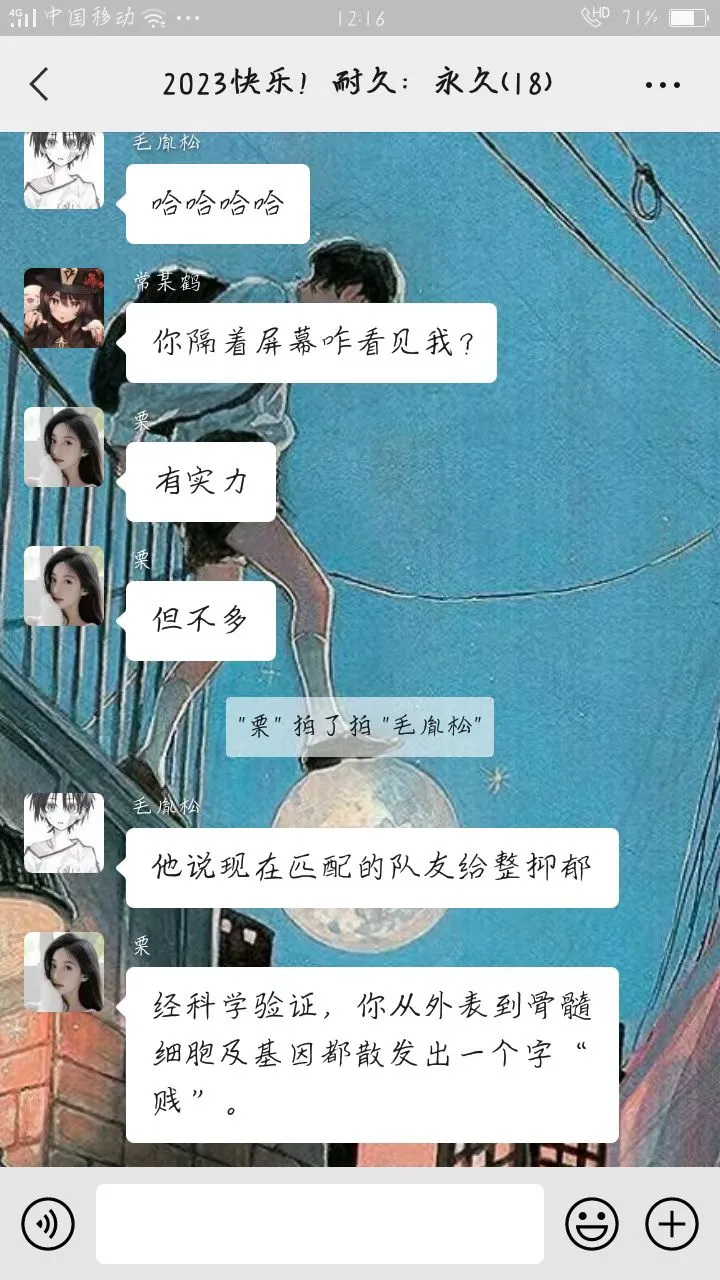 4G 中国移动 12:16 HD 71%
2023快乐！耐久：永久(18)
毛胤松
哈哈哈哈
常某鹤
你隔着屏幕咋看见我？
栗
有实力
栗
但不多
"栗" 拍了拍 "毛胤松"
毛胤松
他说现在匹配的队友给整抑郁
栗
经科学验证，你从外表到骨髓
细胞及基因都散发出一个字“
贱”。